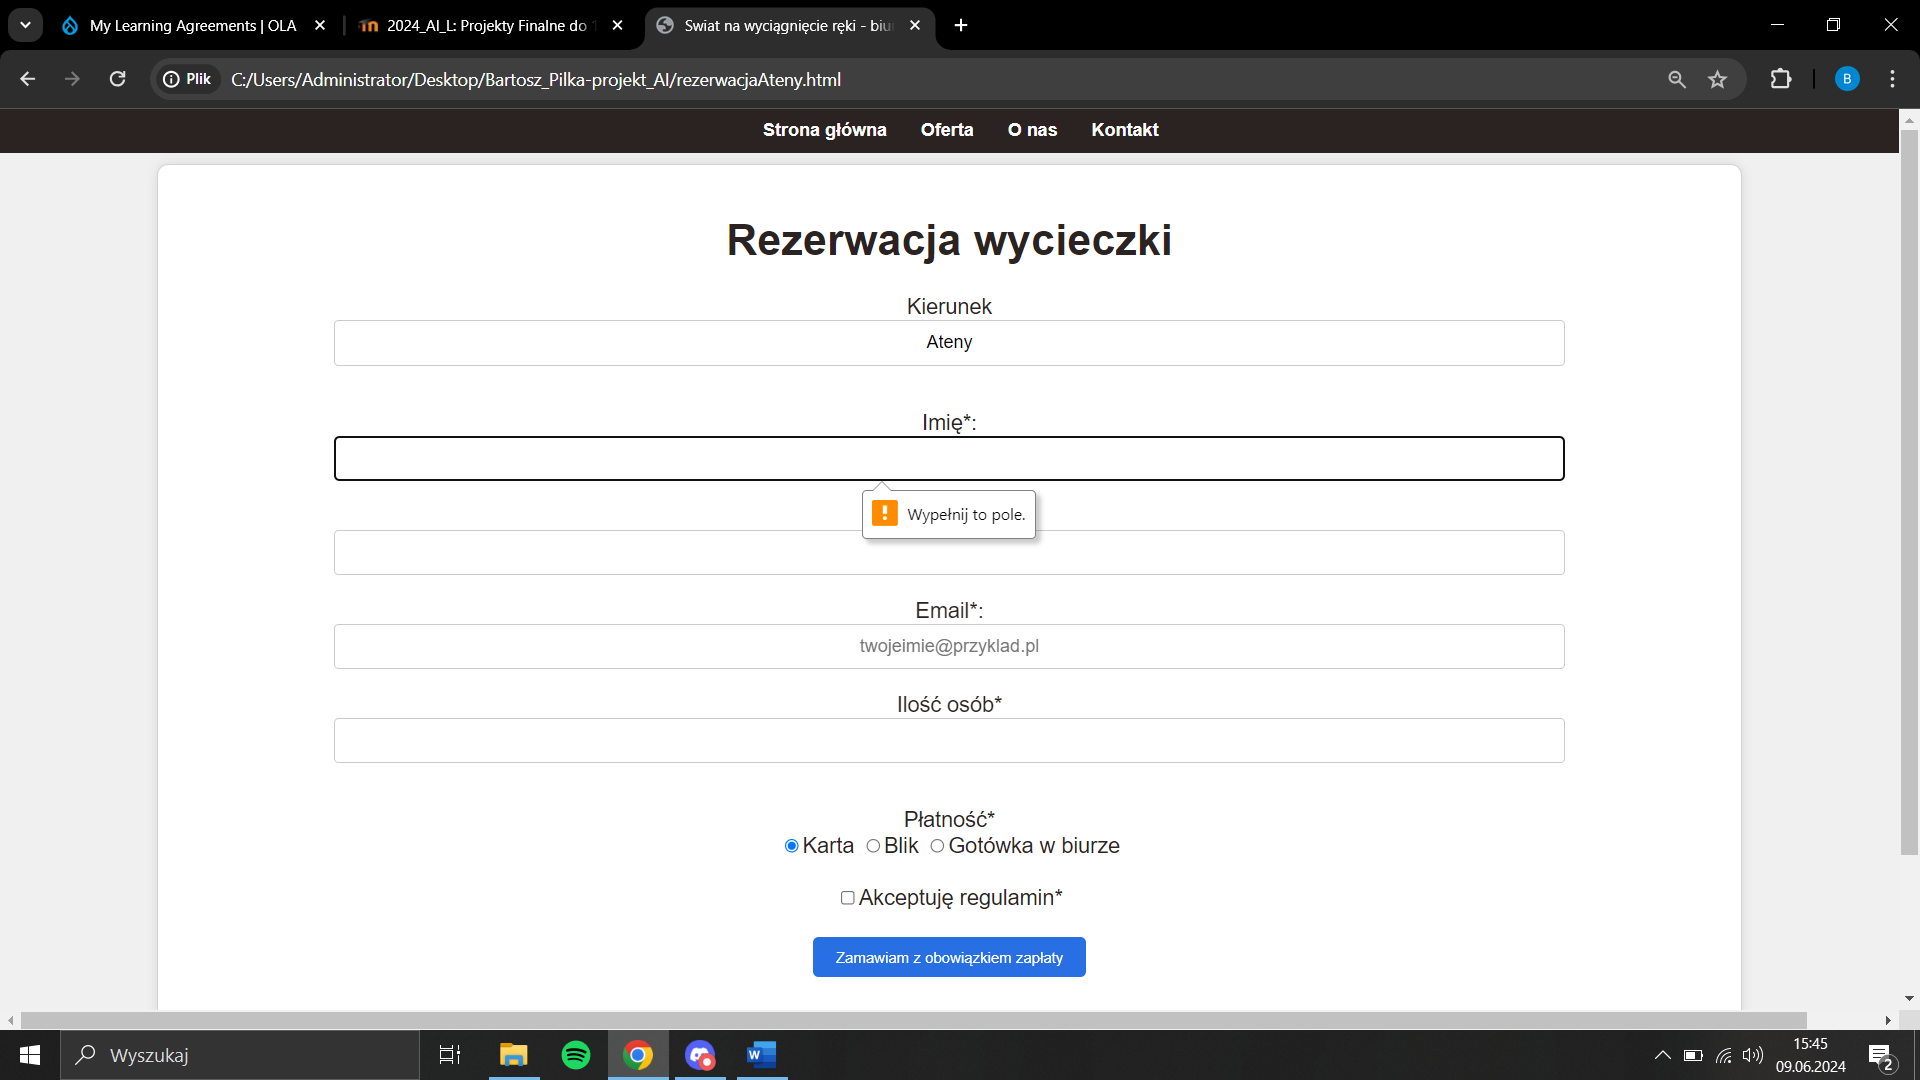 My Learning Agreements | OLA
2024_AI_L: Projekty Finalne do
Swiat na wyciągnięcie ręki - biu
Plik
C:/Users/Administrator/Desktop/Bartosz_Pilka-projekt_AI/rezerwacjaAteny.html
B
Strona główna Oferta O nas Kontakt
Rezerwacja wycieczki
Kierunek
Ateny
Imię*:
Wypełnij to pole.
Email*:
twojeimie@przyklad.pl
Ilość osób*
Płatność*
Karta Blik Gotówka w biurze
Akceptuję regulamin*
Zamawiam z obowiązkiem zapłaty
Wyszukaj
15:45
09.06.2024
2